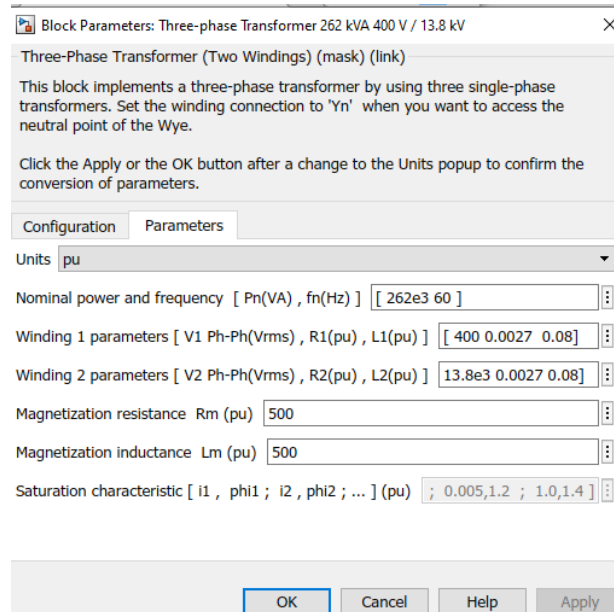 Block Parameters: Three-phase Transformer 262 kVA 400 V / 13.8 kV
Three-Phase Transformer (Two Windings) (mask) (link)
This block implements a three-phase transformer by using three single-phase
transformers. Set the winding connection to 'Yn' when you want to access the
neutral point of the Wye.
Click the Apply or the OK button after a change to the Units popup to confirm the
conversion of parameters.
Configuration Parameters
Units pu
Nominal power and frequency [ Pn(VA) , fn(Hz) ] [ 262e3 60 ]
Winding 1 parameters [ V1 Ph-Ph(Vrms) , R1(pu) , L1(pu) ] [ 400 0.0027 0.08]
Winding 2 parameters [ V2 Ph-Ph(Vrms) , R2(pu) , L2(pu) ] 13.8e3 0.0027 0.08]
Magnetization resistance Rm (pu) 500
Magnetization inductance Lm (pu) 500
Saturation characteristic [ i1 , phi1 ; i2 , phi2 ; ... ] (pu) ; 0.005,1.2 ; 1.0,1.4 ]
OK Cancel Help Apply